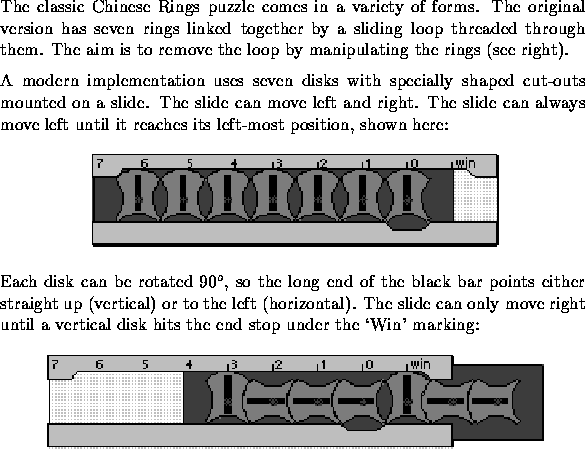 The classic Chinese Rings puzzle comes in a variety of forms. The original
version has seven rings linked together by a sliding loop threaded through
them. The aim is to remove the loop by manipulating the rings (see right).
A modern implementation uses seven disks with specially shaped cut-outs
mounted on a slide. The slide can move left and right. The slide can always
move left until it reaches its left-most position, shown here:
7 6 5 4 3 2 1 0 win
Each disk can be rotated 90º, so the long end of the black bar points either
straight up (vertical) or to the left (horizontal). The slide can only move right
until a vertical disk hits the end stop under the ‘Win’ marking:
7 6 5 4 3 2 1 0 win